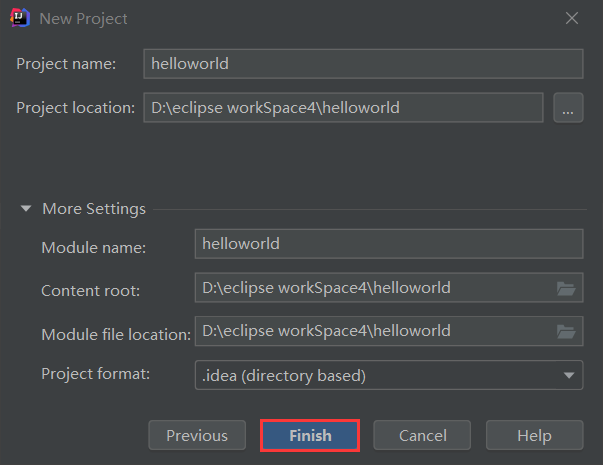 IJ New Project
Project name: helloworld
Project location: D:\eclipse workSpace4\helloworld ...
More Settings
Module name: helloworld
Content root: D:\eclipse workSpace4\helloworld
Module file location: D:\eclipse workSpace4\helloworld
Project format: .idea (directory based)
Previous Finish Cancel Help